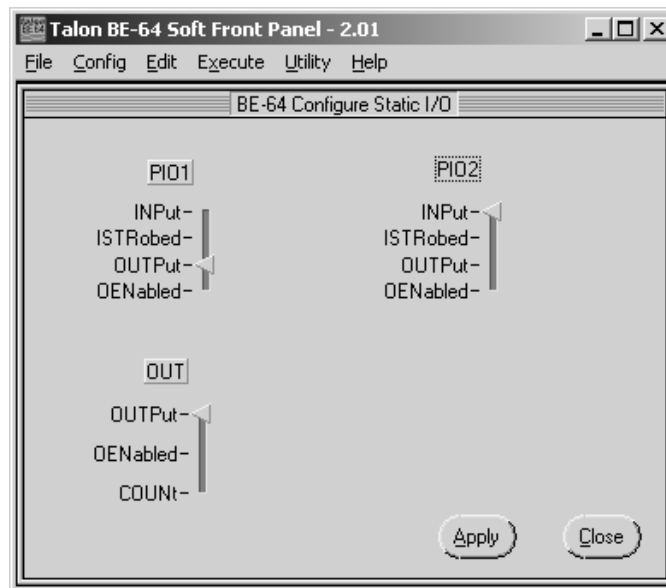 Talon BE-64 Soft Front Panel - 2.01
File Config Edit Execute Utility Help
BE-64 Configure Static I/O
PIO1
INPut
ISTRobed
OUTPut
OENabled
PIO2
INPut
ISTRobed
OUTPut
OENabled
OUT
OUTPut
OENabled
COUNt
Apply Close